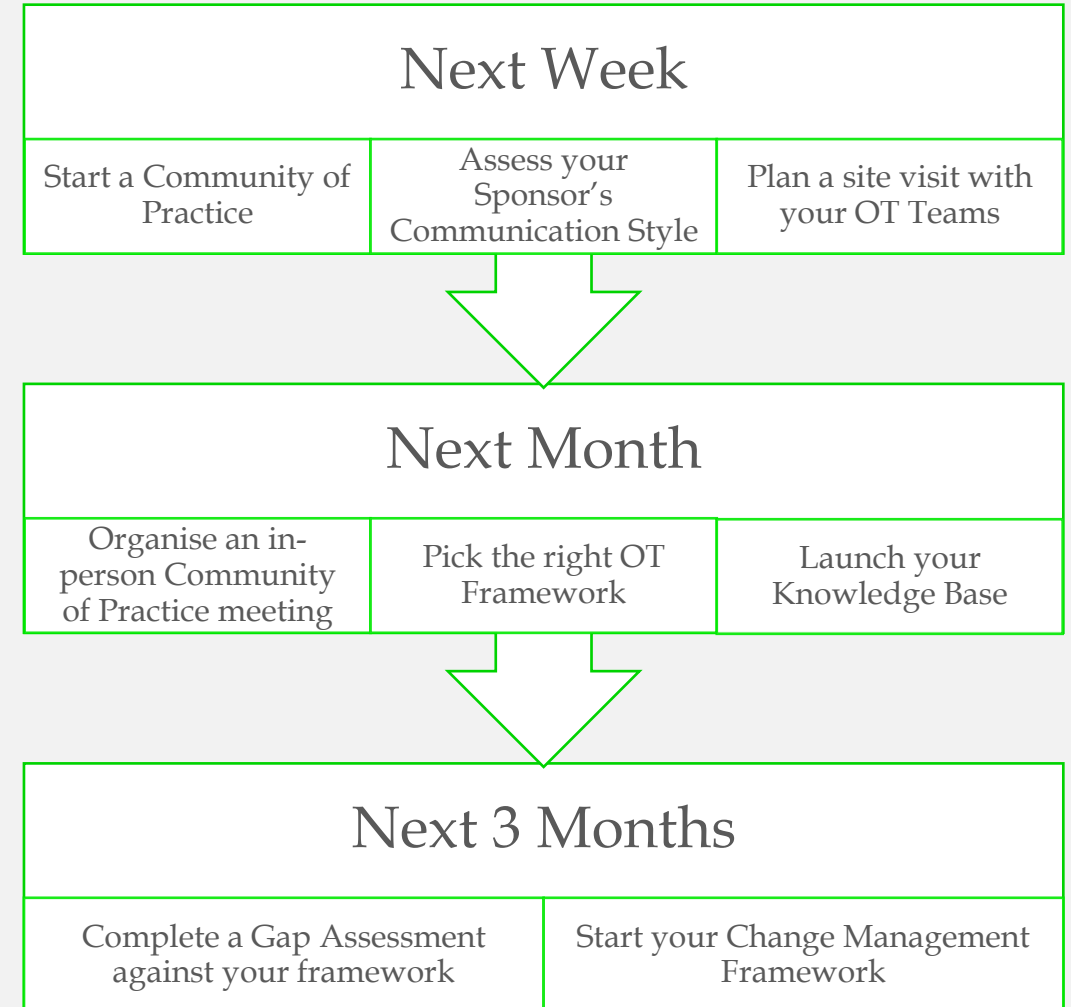 Next Week
Start a Community of
Practice
Assess your
Sponsor’s
Communication Style
Plan a site visit with
your OT Teams
Next Month
Organise an in-
person Community
of Practice meeting
Pick the right OT
Framework
Launch your
Knowledge Base
Next 3 Months
Complete a Gap Assessment
against your framework
Start your Change Management
Framework